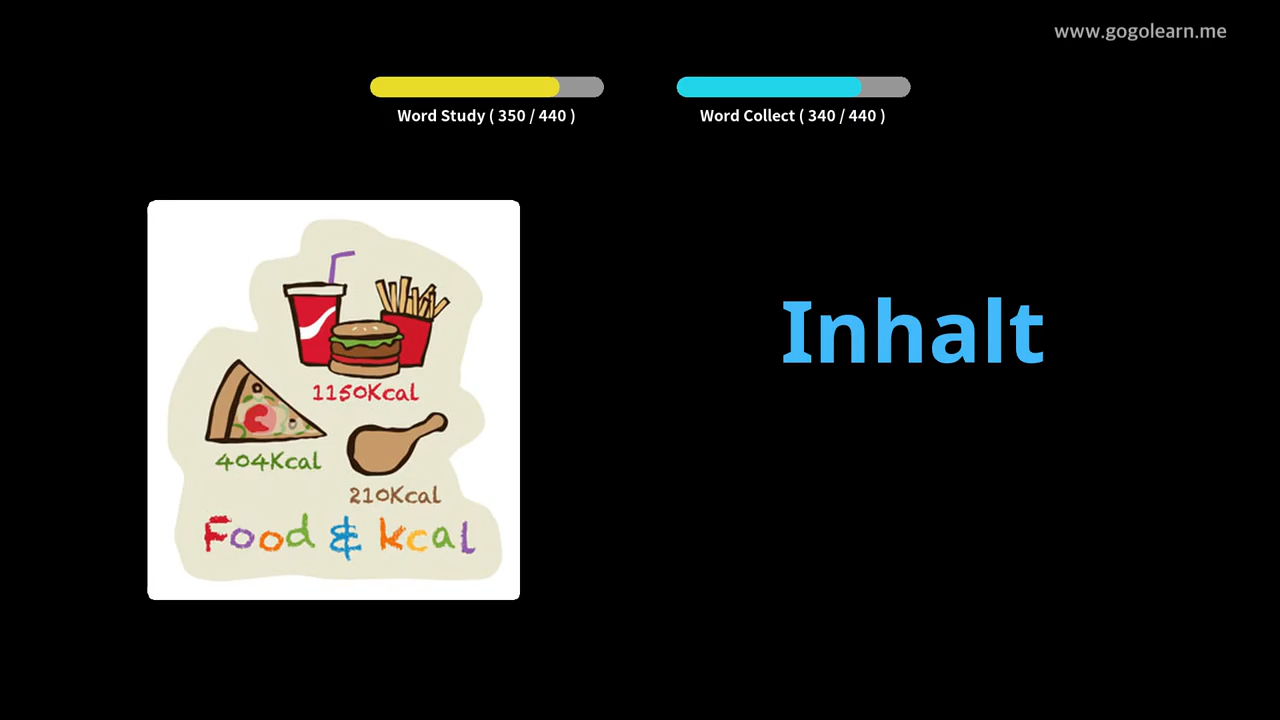 www.gogolearn.me
Word Study ( 350 / 440 )
Word Collect ( 340 / 440 )
Inhalt
1150Kcal
404Kcal
210Kcal
Food & kcal